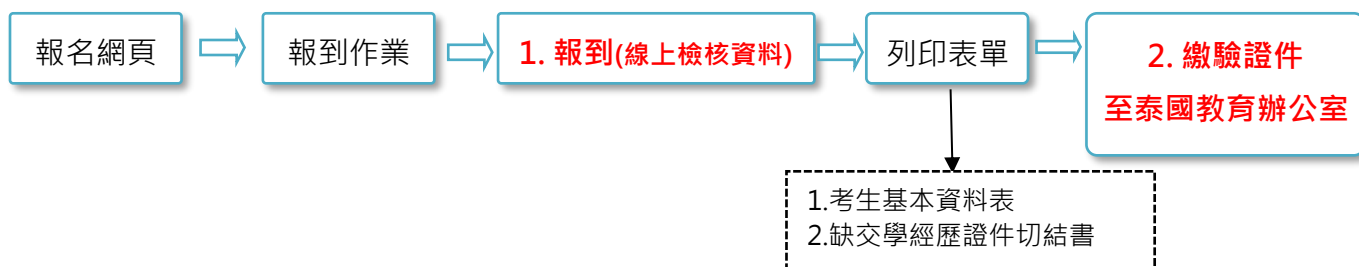 報名網頁
報到作業
1. 報到(線上檢核資料)
列印表單
2. 繳驗證件
至泰國教育辦公室
1.考生基本資料表
2.缺交學經歷證件切結書